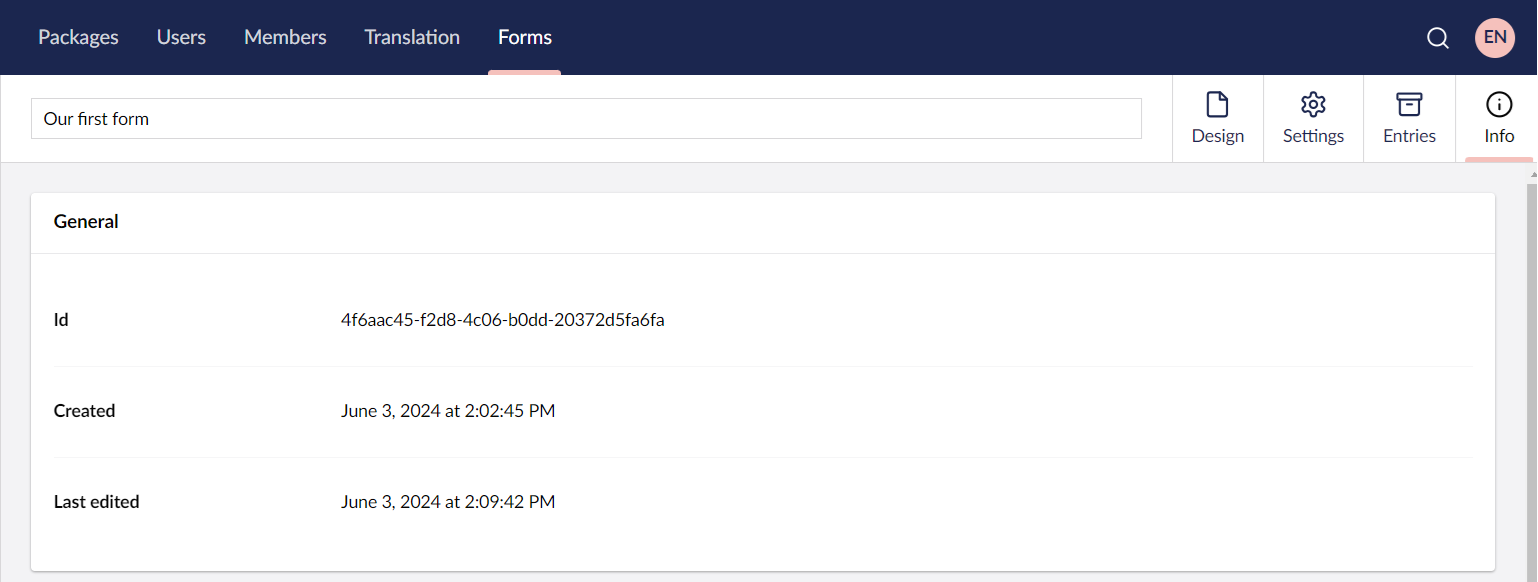 Packages Users Members Translation Forms EN
Our first form
Design Settings Entries Info
General
Id 4f6aac45-f2d8-4c06-b0dd-20372d5fa6fa
Created June 3, 2024 at 2:02:45 PM
Last edited June 3, 2024 at 2:09:42 PM